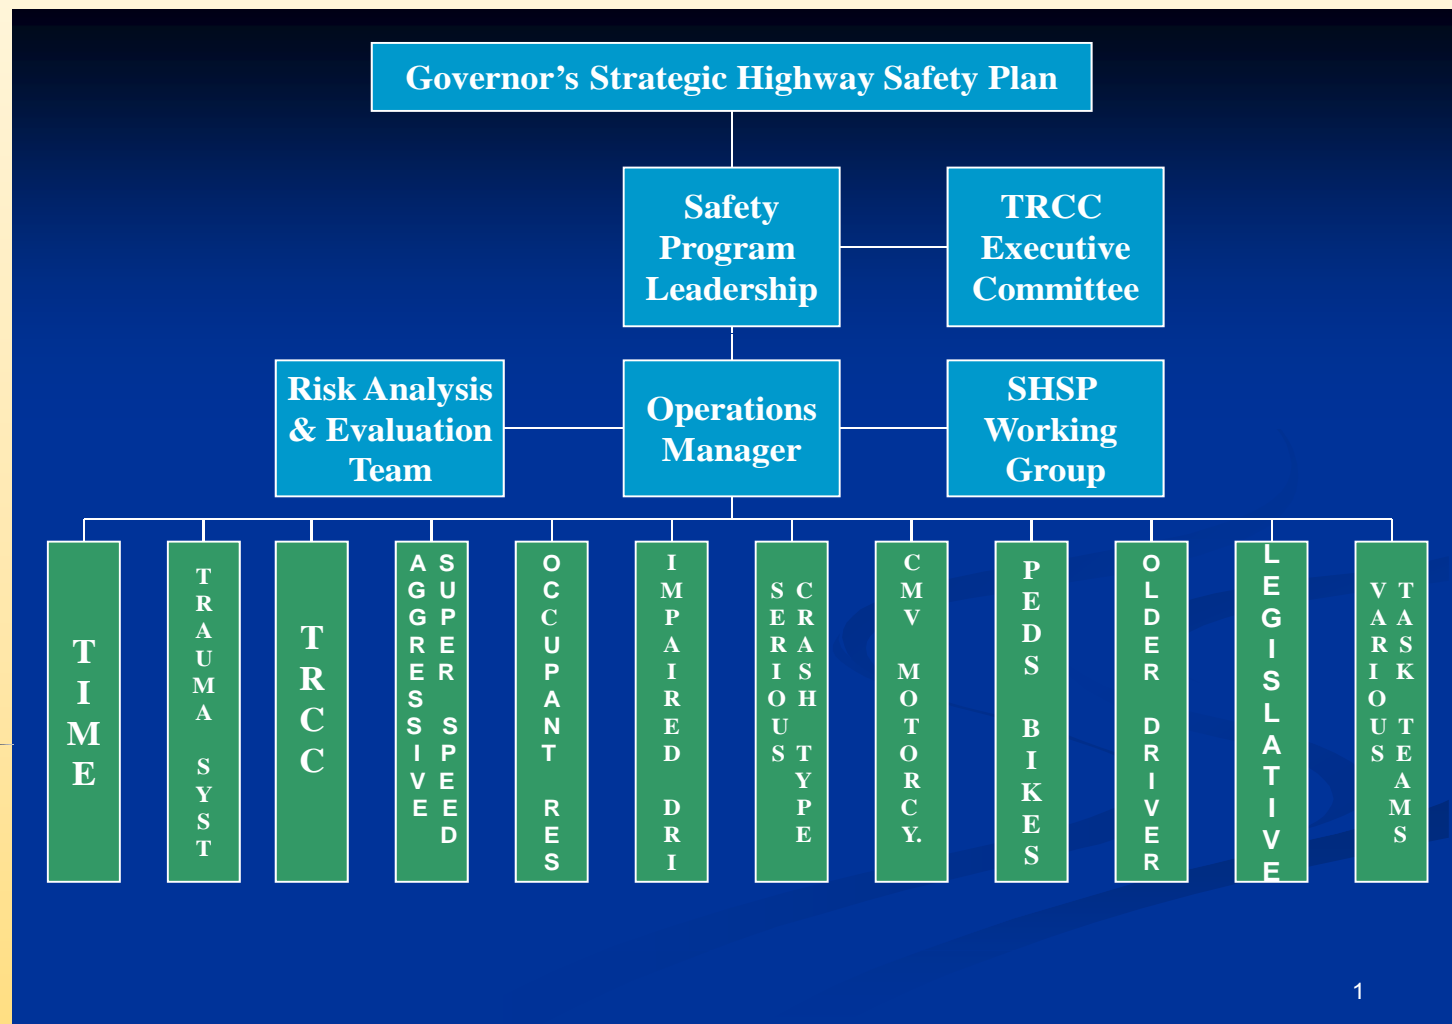 Governor’s Strategic Highway Safety Plan
Safety
Program
Leadership
TRCC
Executive
Committee
Risk Analysis
& Evaluation
Team
Operations
Manager
SHSP
Working
Group
TIME
TRAUMA SYST
TRCC
AGGRESSIVE
SUPER SPEED
OCCUPANT RES
IMPAIRED DRI
SERIOUS
CRASH TYPE
CMV MOTORCY.
PEDS BIKES
OLDER DRIVER
LEGISLATIVE
VARIOUS
TASK TEAMS
1